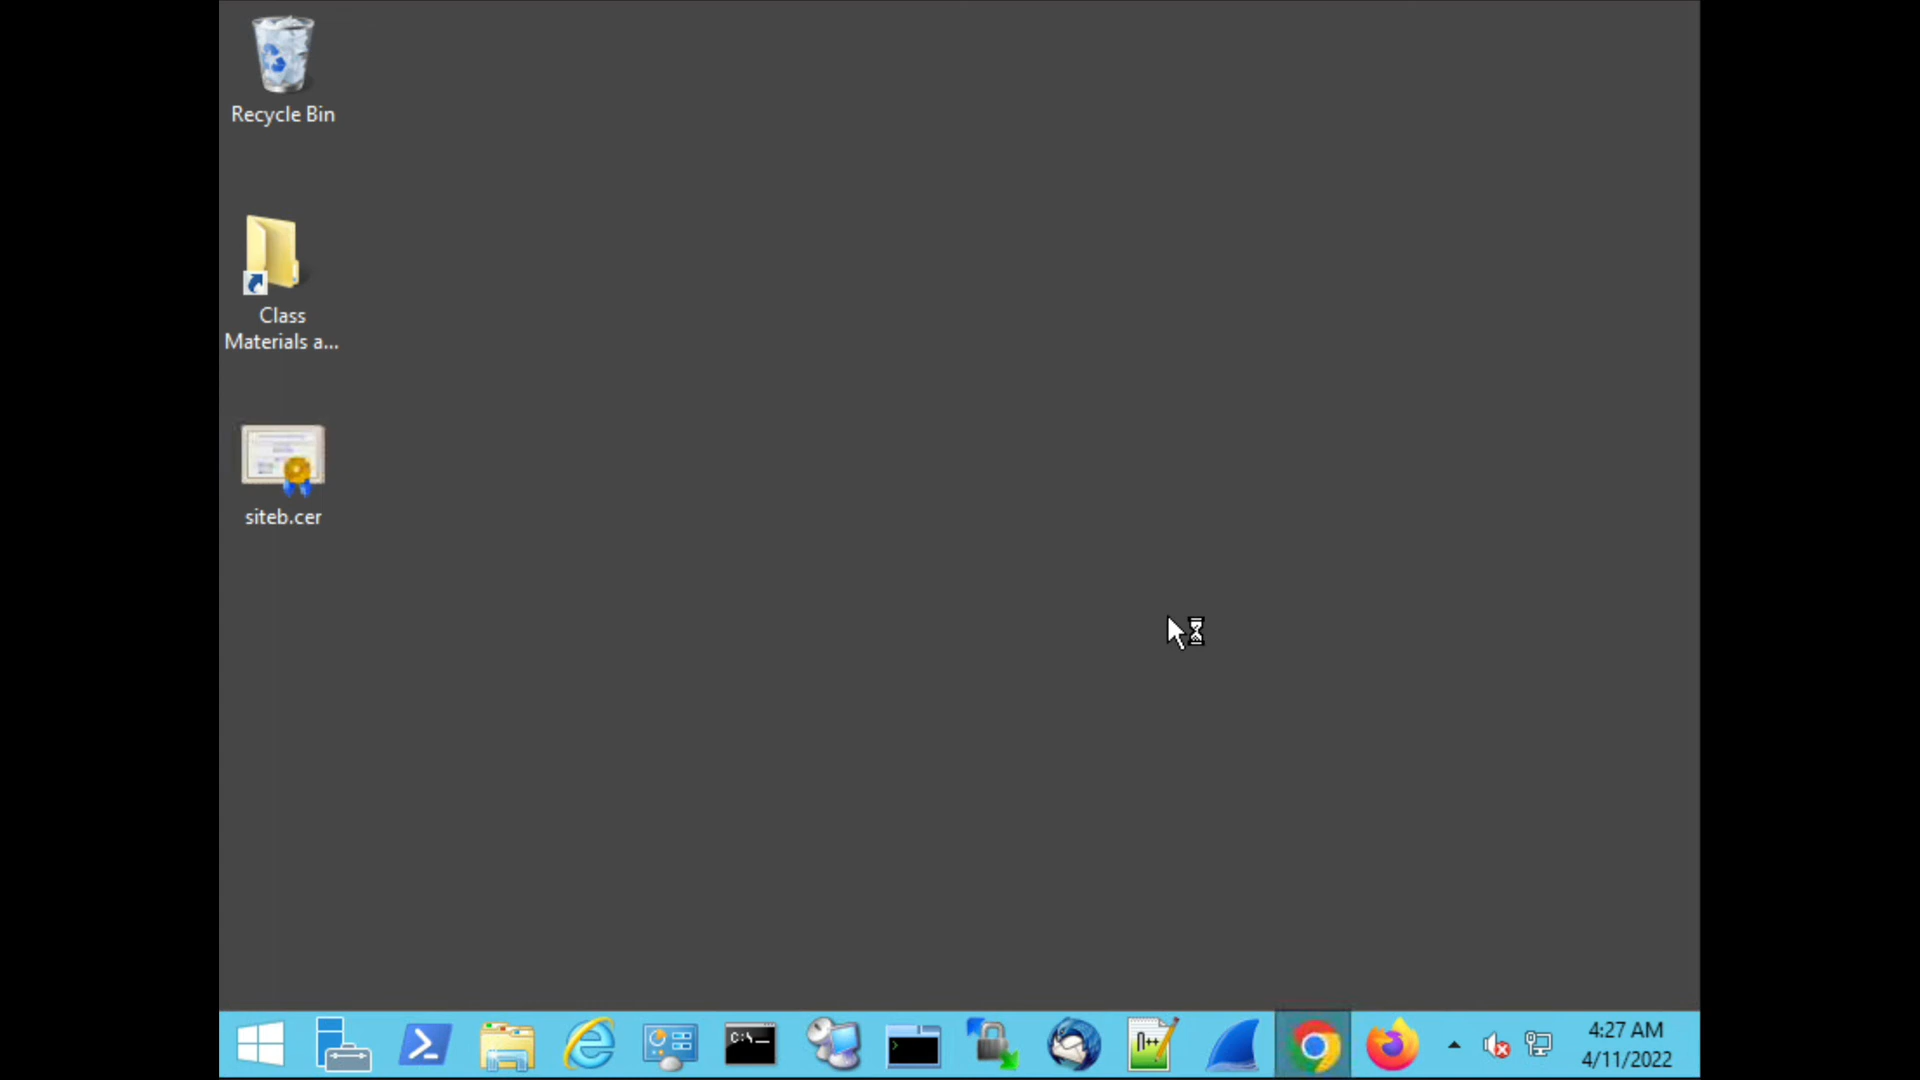 Recycle Bin
Class
Materials a...
siteb.cer
C:\_
n++
4:27 AM
4/11/2022